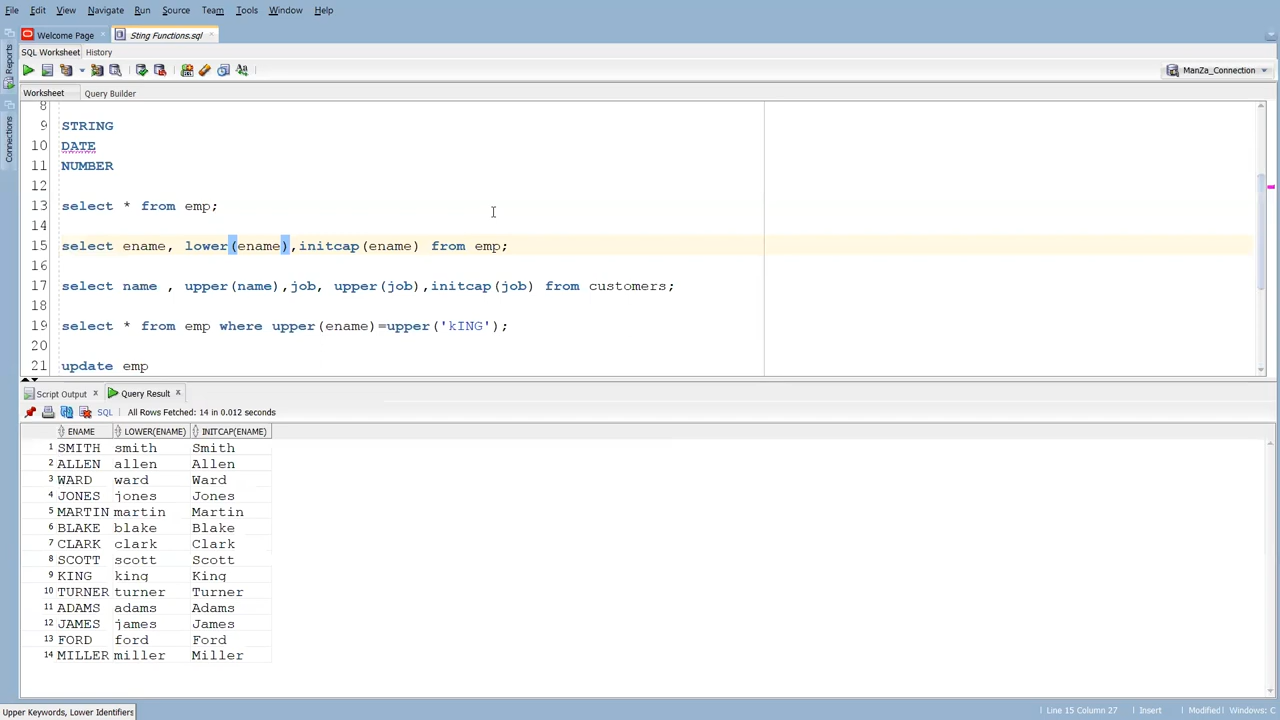 File Edit View Navigate Run Source Team Tools Window Help
Welcome Page Sting Functions.sql
SQL Worksheet History
ManZa_Connection
Worksheet Query Builder
Reports
Connections
8
9 STRING
10 DATE
11 NUMBER
12
13 select * from emp;
14
15 select ename, lower(ename),initcap(ename) from emp;
16
17 select name , upper(name),job, upper(job),initcap(job) from customers;
18
19 select * from emp where upper(ename)=upper('kING');
20
21 update emp
Script Output Query Result
SQL All Rows Fetched: 14 in 0.012 seconds
ENAME LOWER(ENAME) INITCAP(ENAME)
1 SMITH smith Smith
2 ALLEN allen Allen
3 WARD ward Ward
4 JONES jones Jones
5 MARTIN martin Martin
6 BLAKE blake Blake
7 CLARK clark Clark
8 SCOTT scott Scott
9 KING king King
10 TURNER turner Turner
11 ADAMS adams Adams
12 JAMES james James
13 FORD ford Ford
14 MILLER miller Miller
Upper Keywords, Lower Identifiers Line 15 Column 27 Insert Modified Windows: C